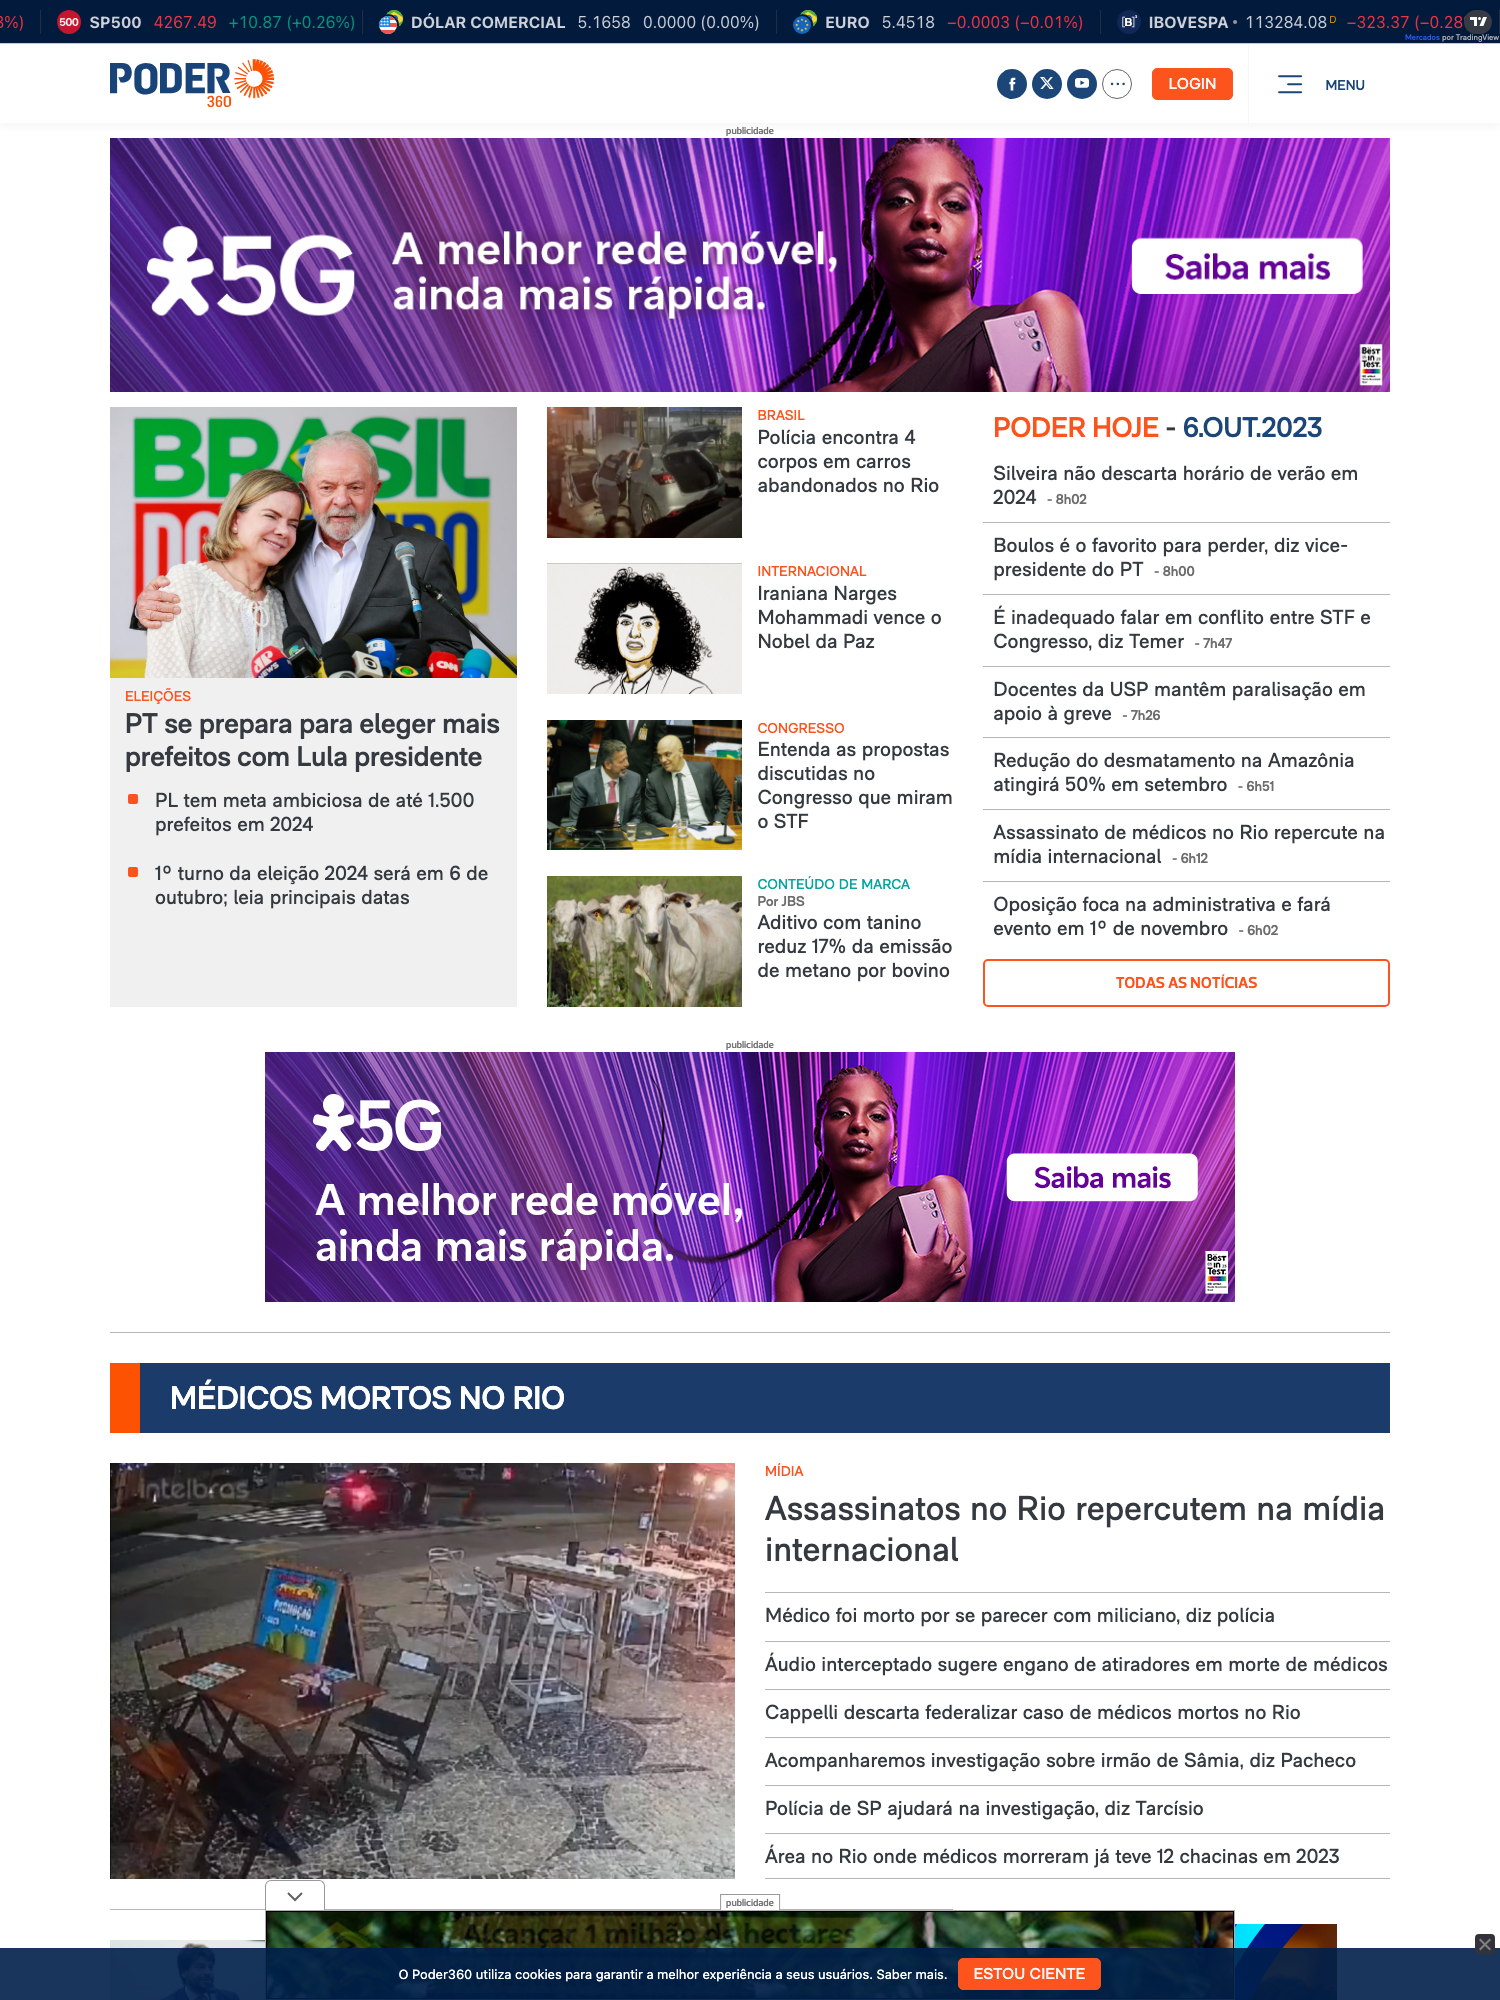 500 SP500 4267.49 +10.87 (+0.26%) DÓLAR COMERCIAL 5.1658 0.0000 (0.00%) EURO 5.4518 −0.0003 (−0.01%) IBOVESPA 113284.08 D −323.37 (−0.28
Mercados por TradingView
PODER
360
LOGIN
MENU
publicidade
5G
A melhor rede móvel,
ainda mais rápida.
Saiba mais
BEST
IN
TEST
BRASIL
ELEIÇÕES
PT se prepara para eleger mais
prefeitos com Lula presidente
PL tem meta ambiciosa de até 1.500
prefeitos em 2024
1º turno da eleição 2024 será em 6 de
outubro; leia principais datas
BRASIL
Polícia encontra 4
corpos em carros
abandonados no Rio
INTERNACIONAL
Iraniana Narges
Mohammadi vence o
Nobel da Paz
CONGRESSO
Entenda as propostas
discutidas no
Congresso que miram
o STF
CONTEÚDO DE MARCA
Por JBS
Aditivo com tanino
reduz 17% da emissão
de metano por bovino
PODER HOJE - 6.OUT.2023
Silveira não descarta horário de verão em
2024 - 8h02
Boulos é o favorito para perder, diz vice-
presidente do PT - 8h00
É inadequado falar em conflito entre STF e
Congresso, diz Temer - 7h47
Docentes da USP mantêm paralisação em
apoio à greve - 7h26
Redução do desmatamento na Amazônia
atingirá 50% em setembro - 6h51
Assassinato de médicos no Rio repercute na
mídia internacional - 6h12
Oposição foca na administrativa e fará
evento em 1º de novembro - 6h02
TODAS AS NOTÍCIAS
publicidade
5G
A melhor rede móvel,
ainda mais rápida.
Saiba mais
BEST
IN
TEST
MÉDICOS MORTOS NO RIO
intelbras
PROMOÇÃO
MÍDIA
Assassinatos no Rio repercutem na mídia
internacional
Médico foi morto por se parecer com miliciano, diz polícia
Áudio interceptado sugere engano de atiradores em morte de médicos
Cappelli descarta federalizar caso de médicos mortos no Rio
Acompanharemos investigação sobre irmão de Sâmia, diz Pacheco
Polícia de SP ajudará na investigação, diz Tarcísio
Área no Rio onde médicos morreram já teve 12 chacinas em 2023
publicidade
Alcançar 1 milhão de hectares
O Poder360 utiliza cookies para garantir a melhor experiência a seus usuários. Saber mais.
ESTOU CIENTE